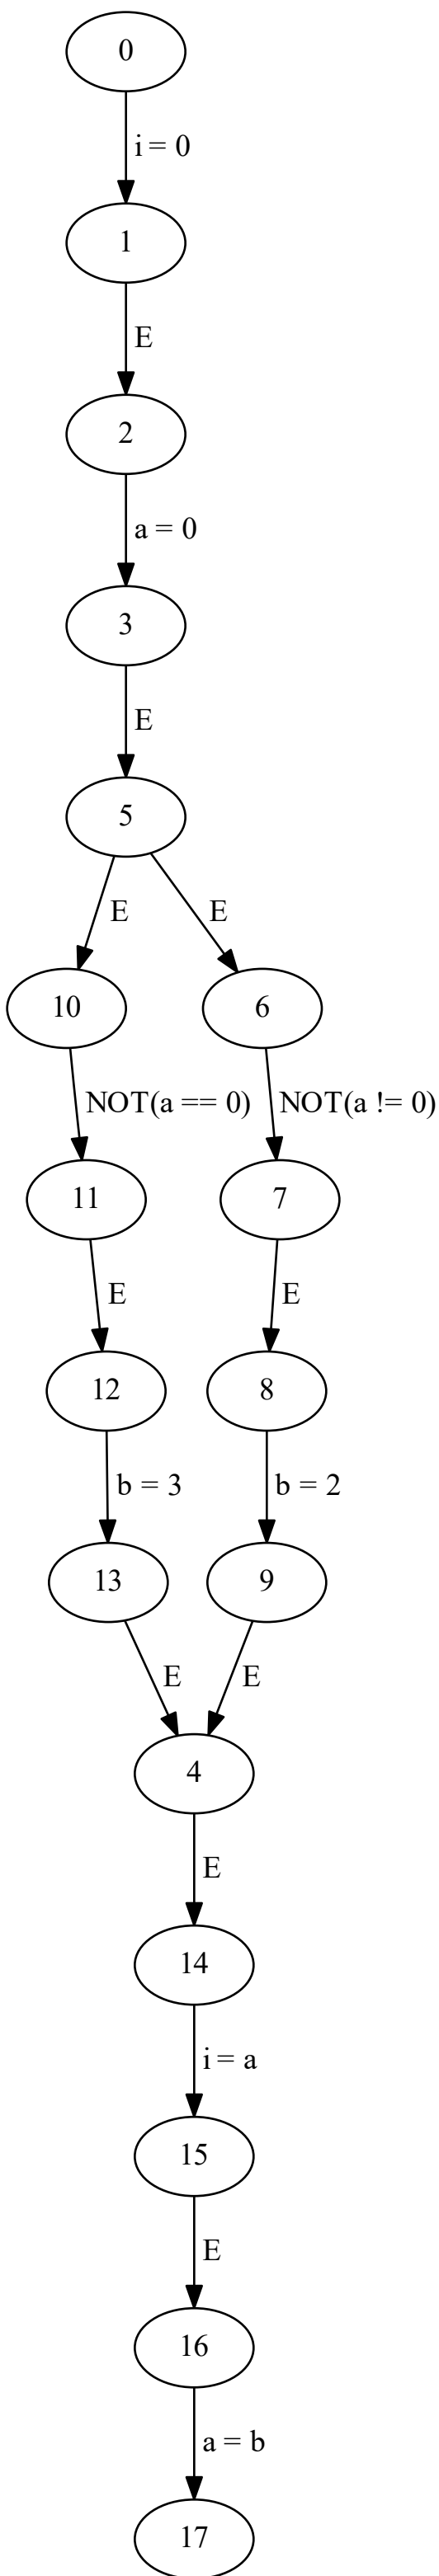 0
i = 0
1
E
2
a = 0
3
E
5
E E
10 6
NOT(a == 0) NOT(a != 0)
11 7
E E
12 8
b = 3 b = 2
13 9
E E
4
E
14
i = a
15
E
16
a = b
17